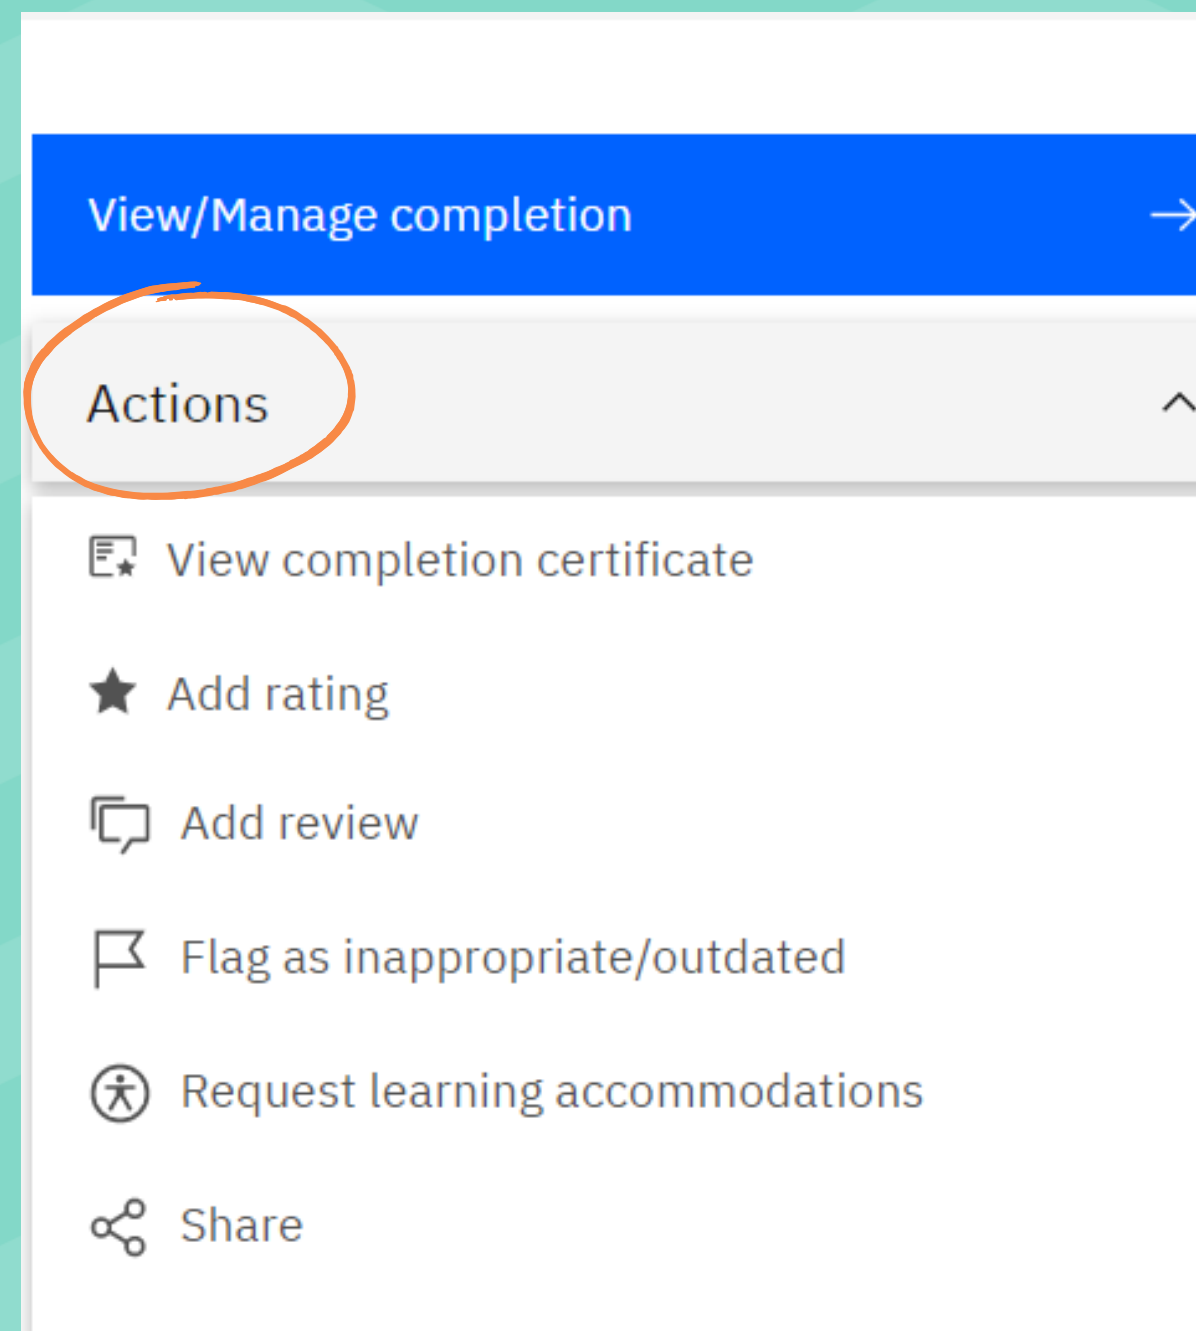 View/Manage completion
Actions
View completion certificate
Add rating
Add review
Flag as inappropriate/outdated
Request learning accommodations
Share